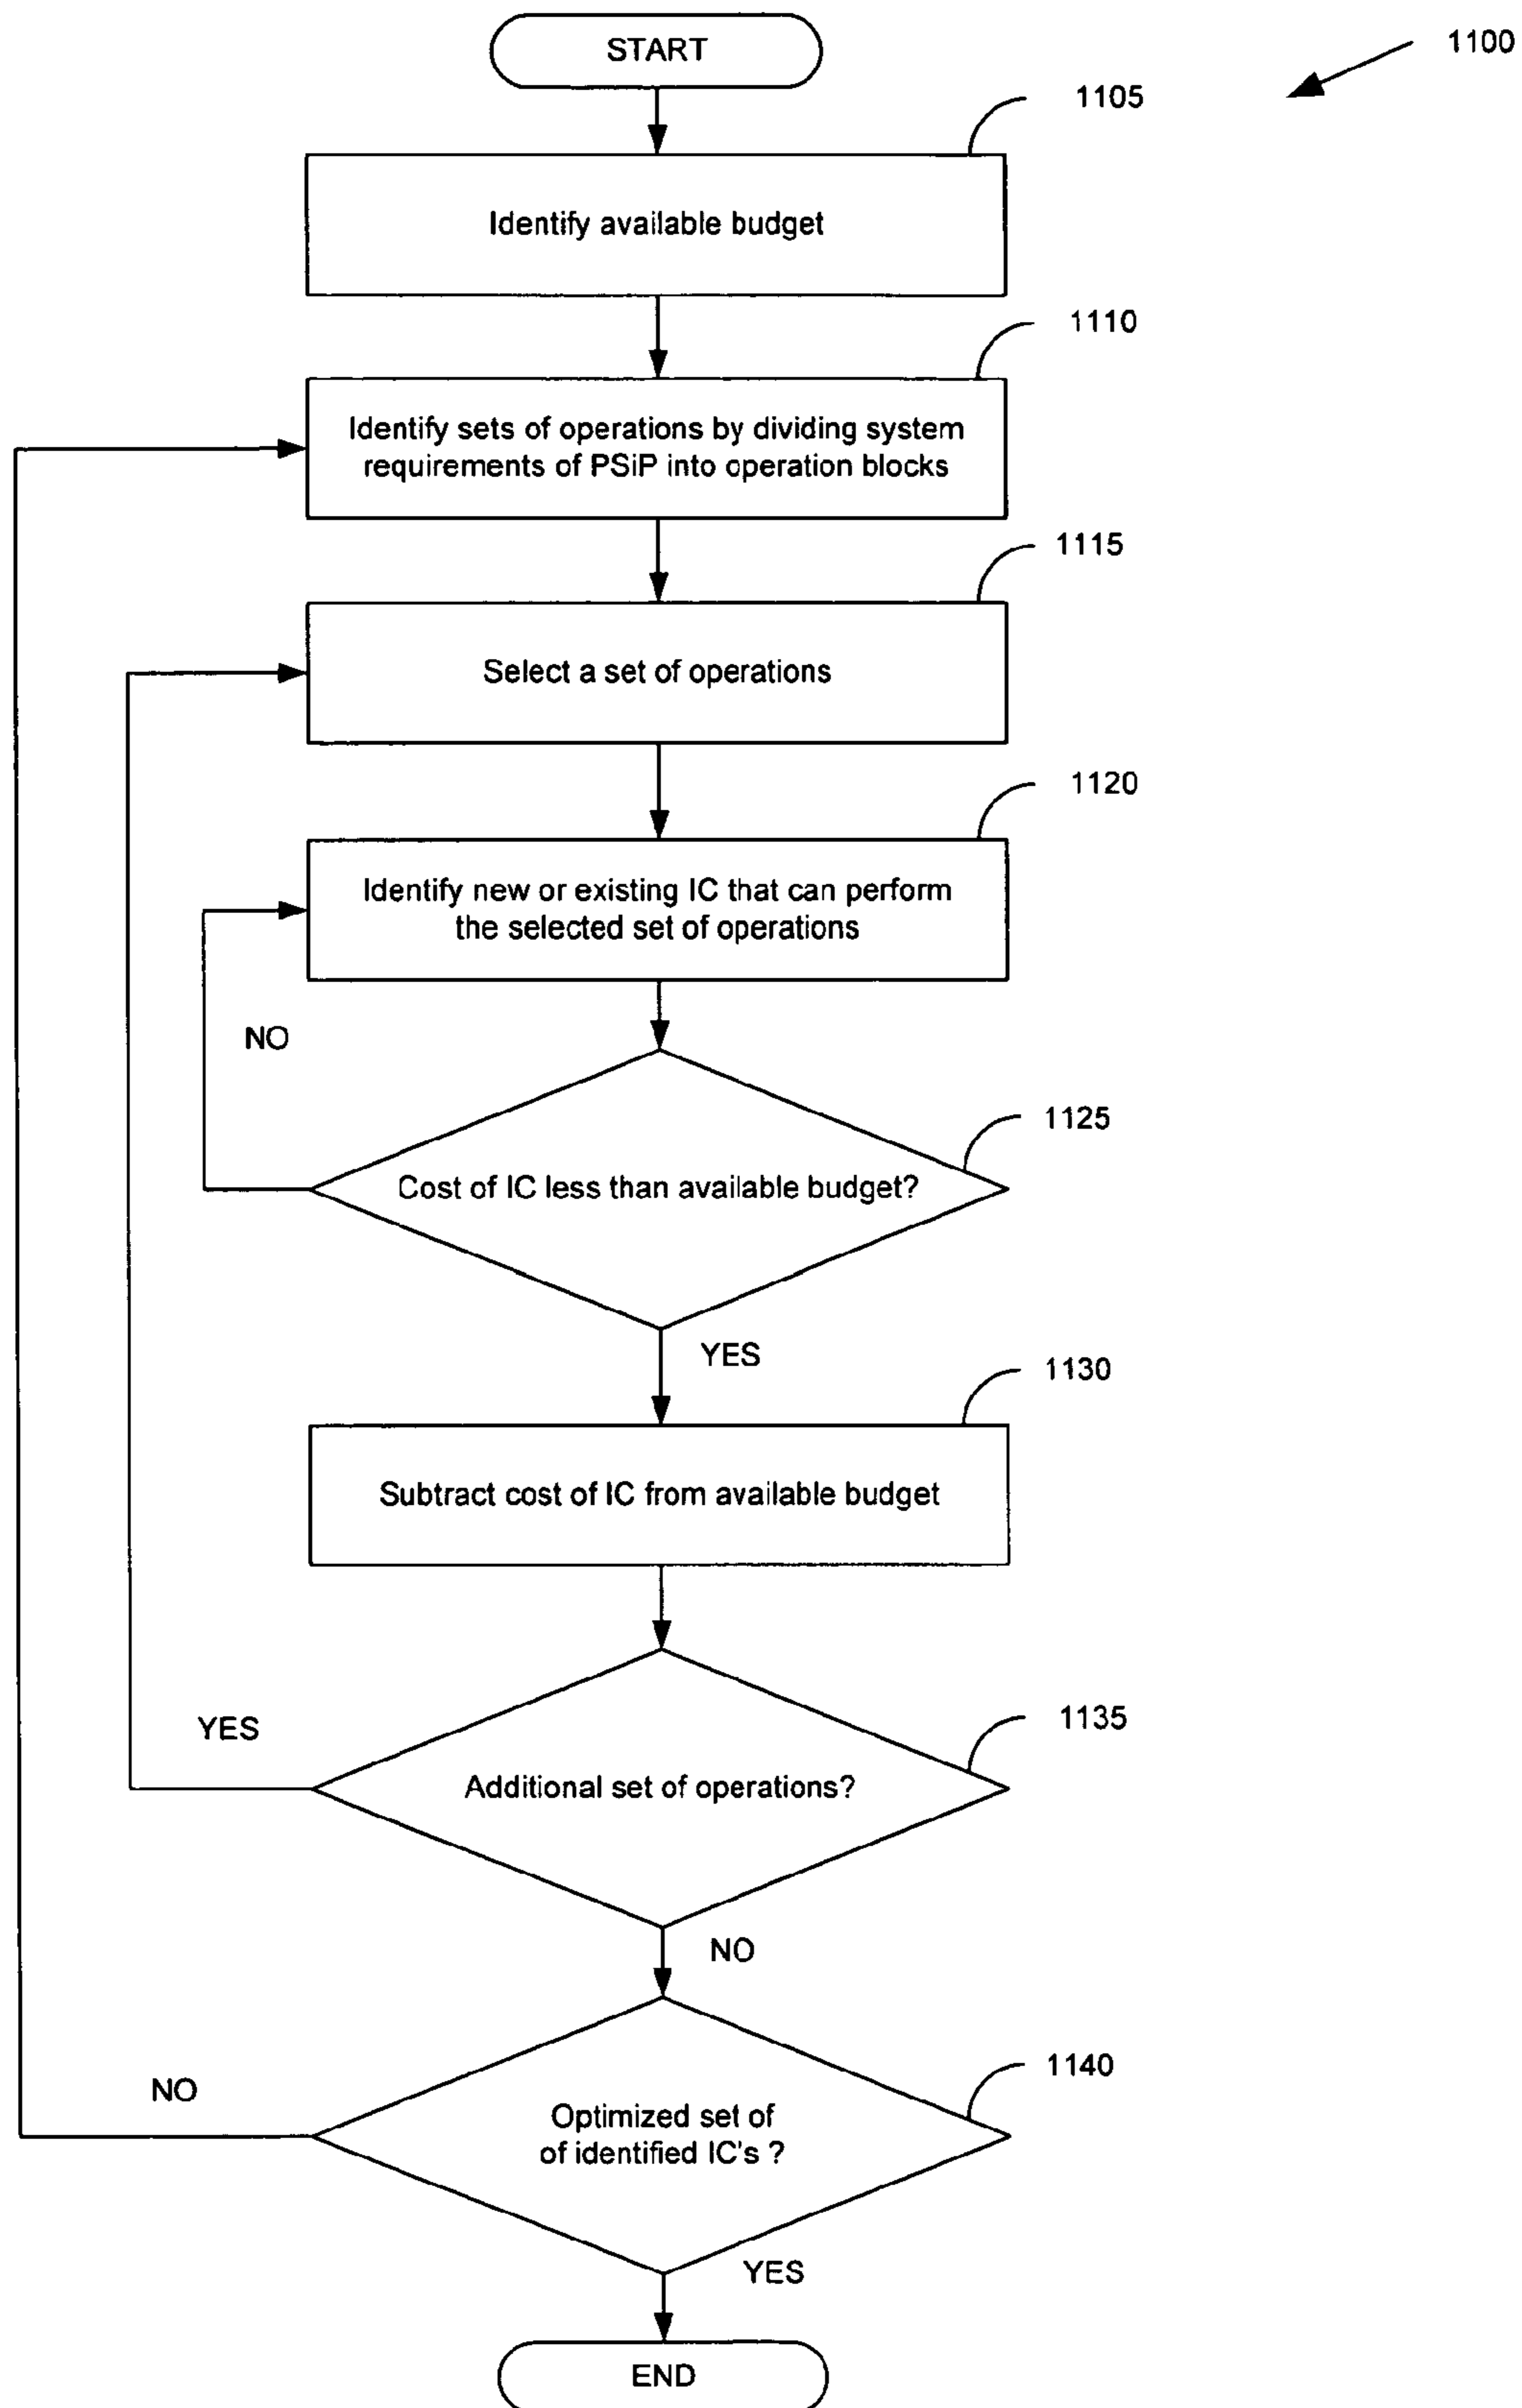 START
1100
1105
Identify available budget
1110
Identify sets of operations by dividing system
requirements of PSiP into operation blocks
1115
Select a set of operations
1120
Identify new or existing IC that can perform
the selected set of operations
NO
1125
Cost of IC less than available budget?
YES
1130
Subtract cost of IC from available budget
YES
1135
Additional set of operations?
NO
1140
NO
Optimized set of
of identified IC's ?
YES
END